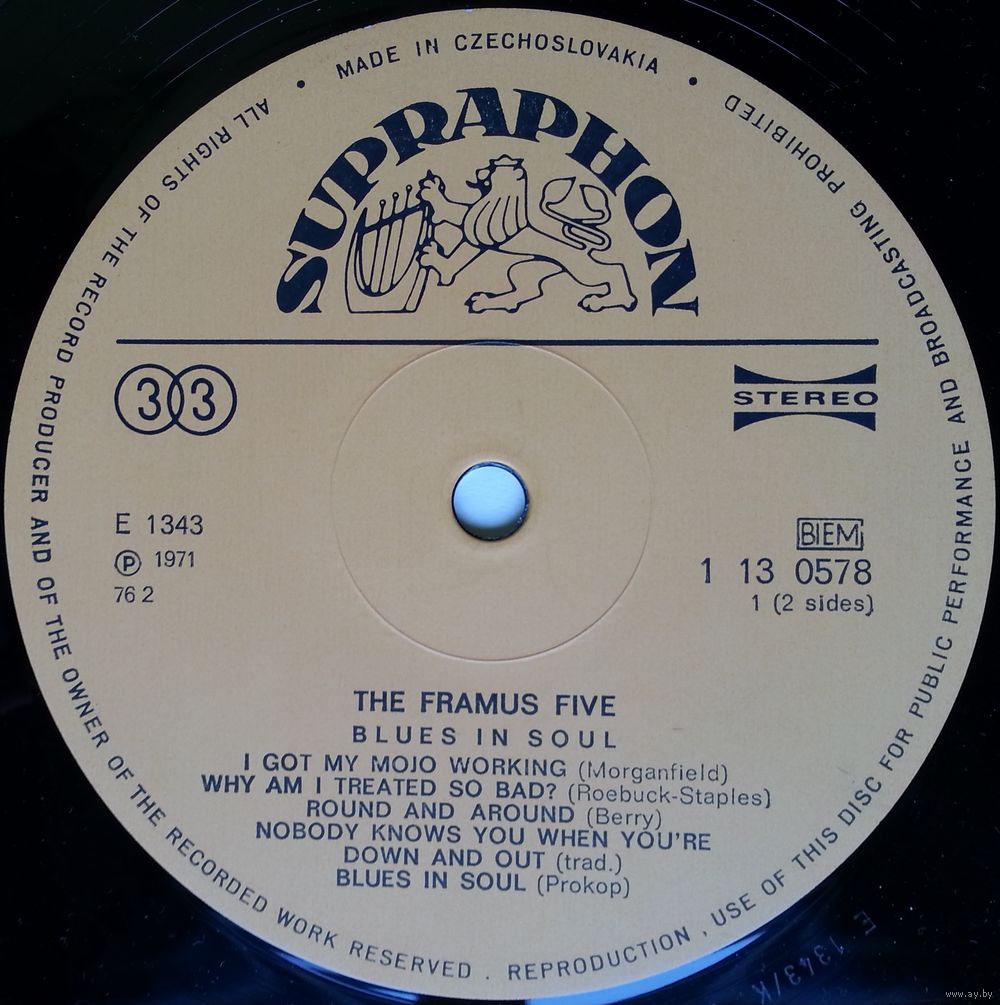 ALL RIGHTS OF THE RECORD PRODUCER AND OF THE OWNER OF THE RECORDED WORK RESERVED . REPRODUCTION , USE OF THIS DISC FOR PUBLIC PERFORMANCE AND BROADCASTING PROHIBITED
• MADE IN CZECHOSLOVAKIA •
SUPRAPHON
33
STEREO
E 1343
Ⓟ 1971
76 2
BIEM
1 13 0578
1 (2 sides)
THE FRAMUS FIVE
BLUES IN SOUL
I GOT MY MOJO WORKING (Morganfield)
WHY AM I TREATED SO BAD? (Roebuck-Staples)
ROUND AND AROUND (Berry)
NOBODY KNOWS YOU WHEN YOU'RE
DOWN AND OUT (trad.)
BLUES IN SOUL (Prokop)
E 1343/K
www.ay.by